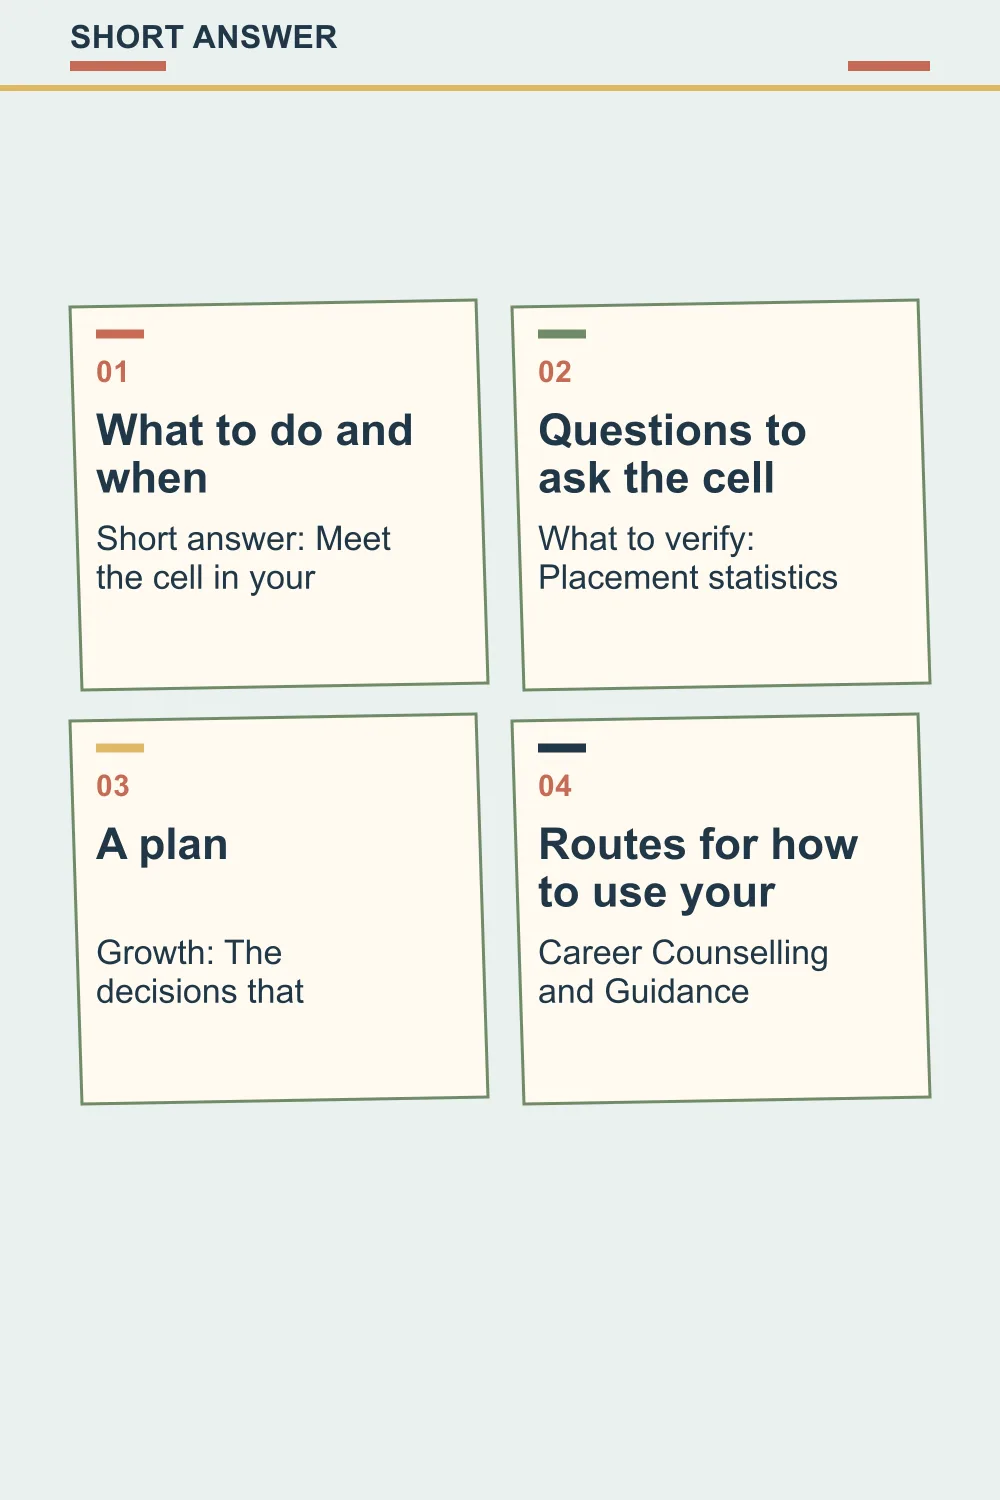 SHORT ANSWER
01
What to do and
when
Short answer: Meet
the cell in your
02
Questions to
ask the cell
What to verify:
Placement statistics
03
A plan
Growth: The
decisions that
04
Routes for how
to use your
Career Counselling
and Guidance